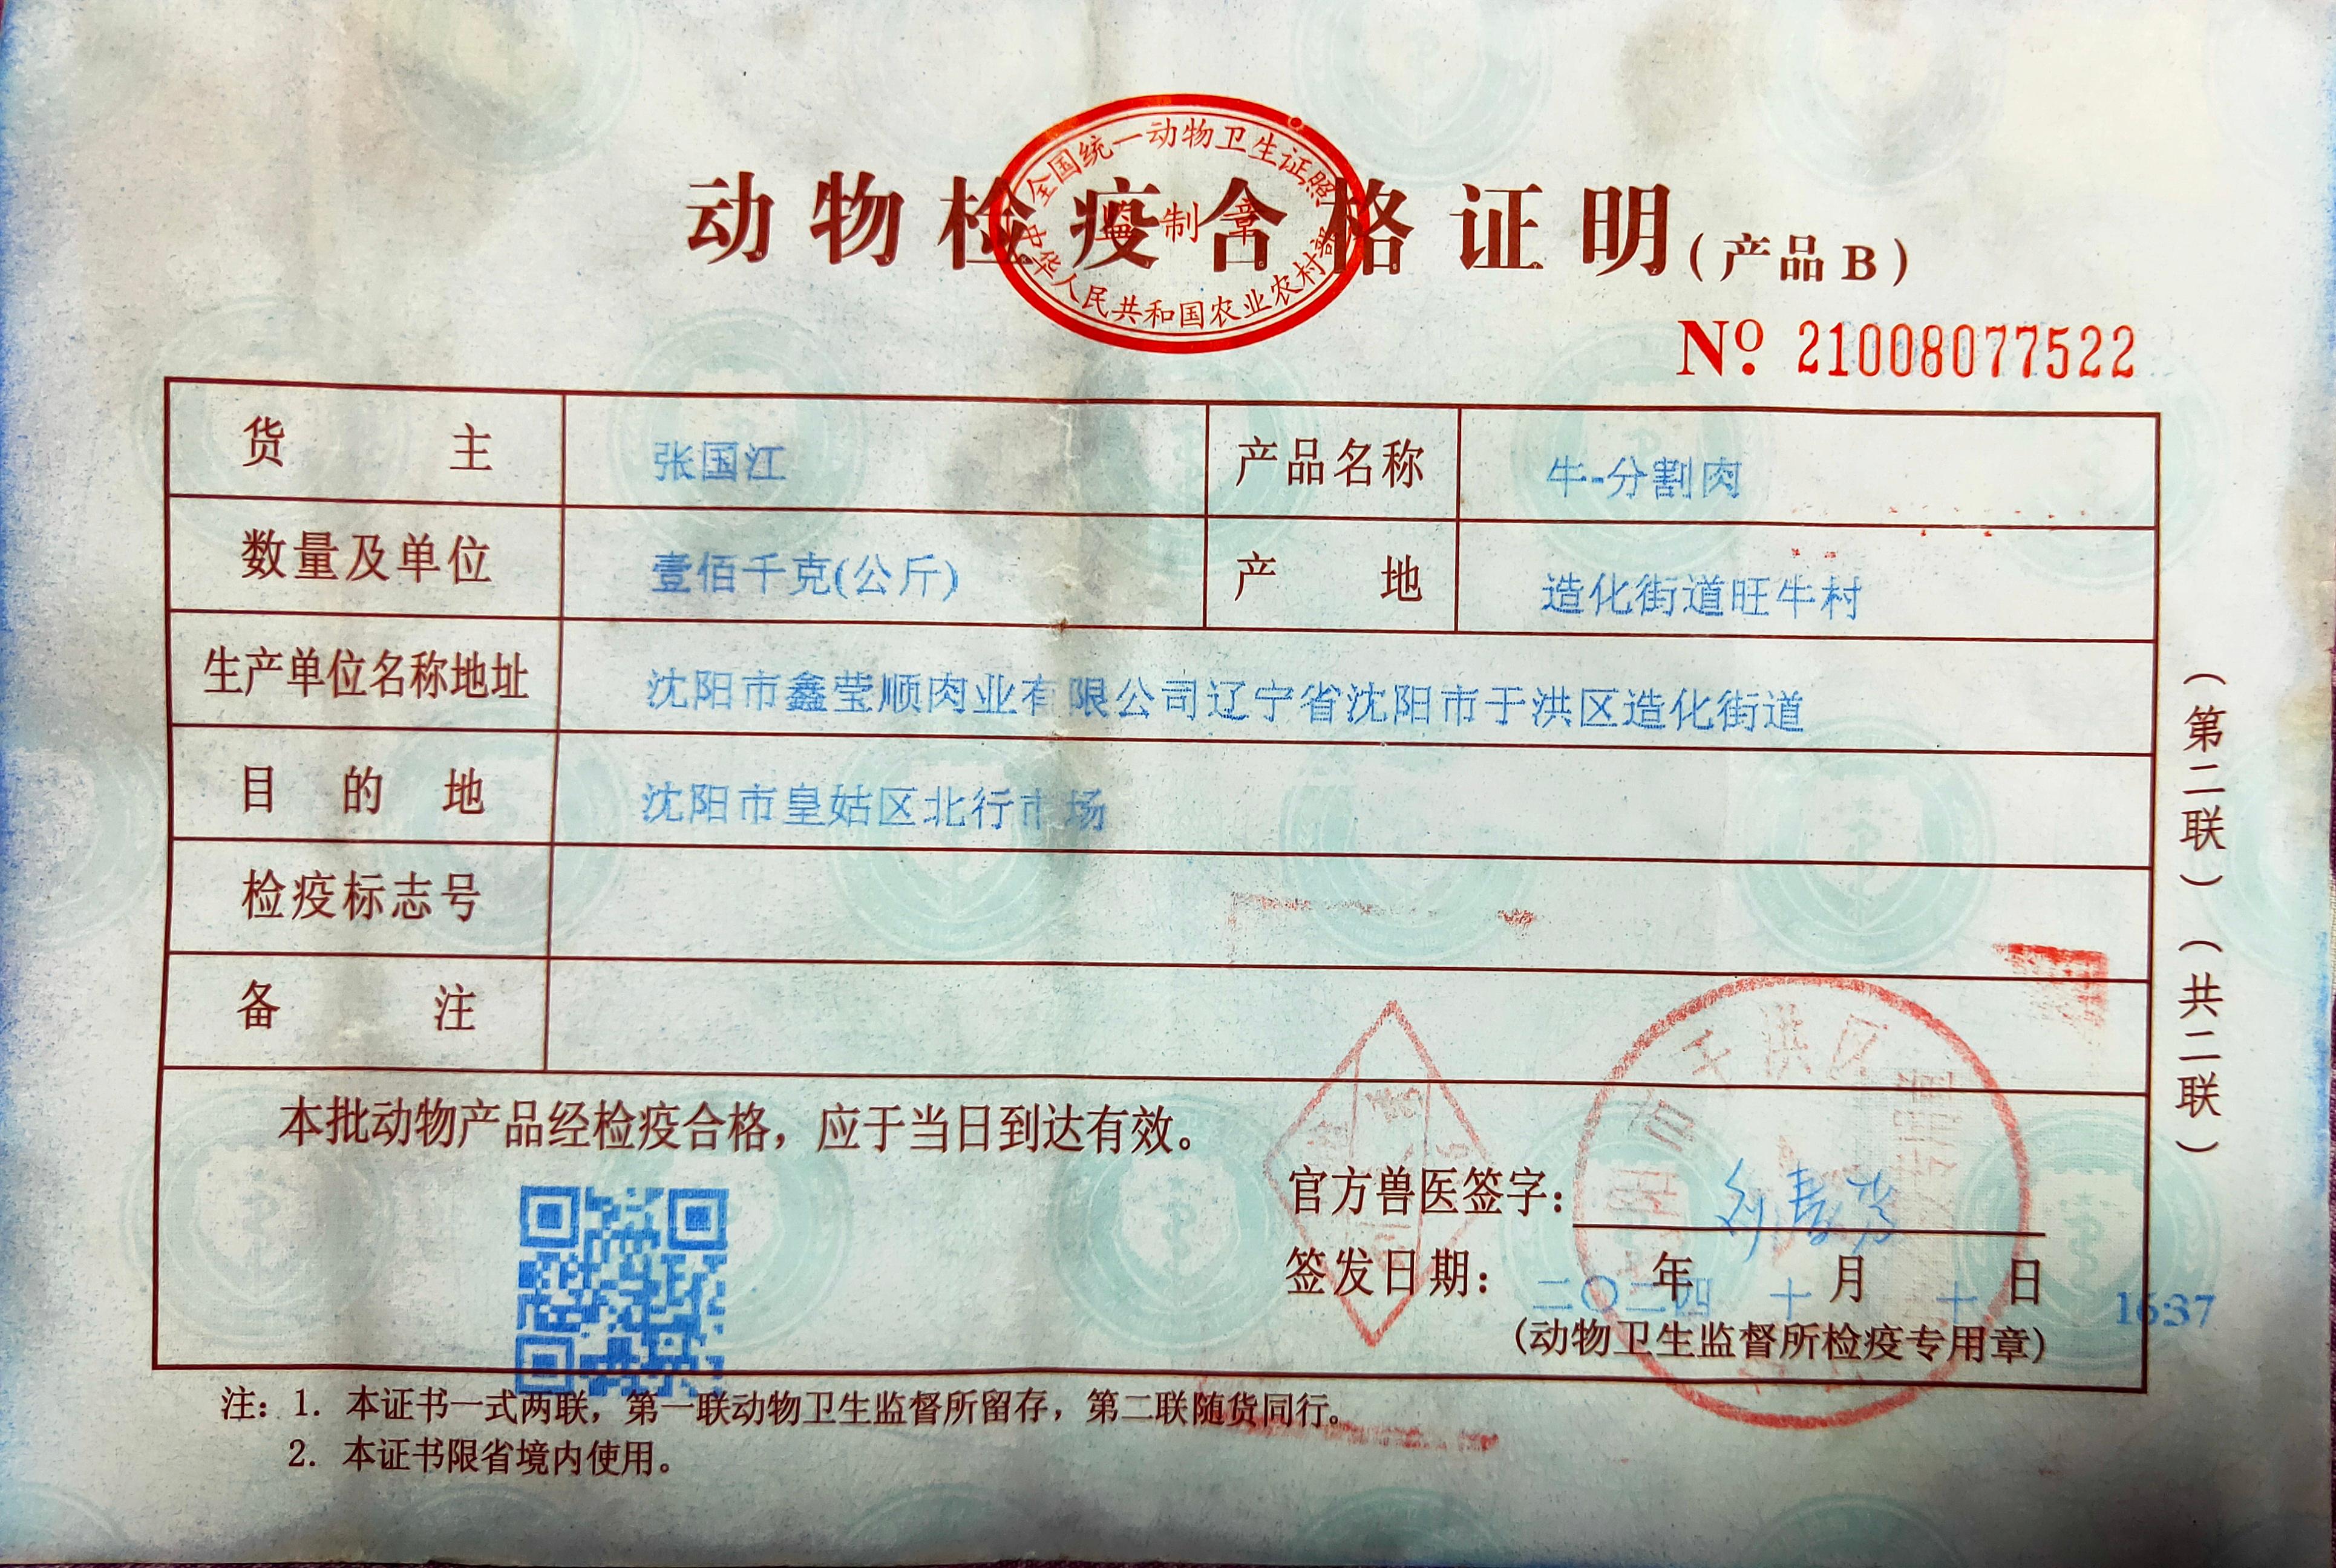 全国统一动物卫生证照
监制章
中华人民共和国农业农村部
动物检疫合格证明(产品B)
№ 21008077522
货主 张国江 产品名称 牛-分割肉
数量及单位 壹佰千克(公斤) 产地 造化街道旺牛村
生产单位名称地址 沈阳市鑫莹顺肉业有限公司辽宁省沈阳市于洪区造化街道
目的地 沈阳市皇姑区北行市场
检疫标志号
备注
本批动物产品经检疫合格，应于当日到达有效。
官方兽医签字：
签发日期： 二〇二四年 十月 十日 1637
(动物卫生监督所检疫专用章)
于洪区
注：1. 本证书一式两联，第一联动物卫生监督所留存，第二联随货同行。
2. 本证书限省境内使用。
（第二联）（共二联）